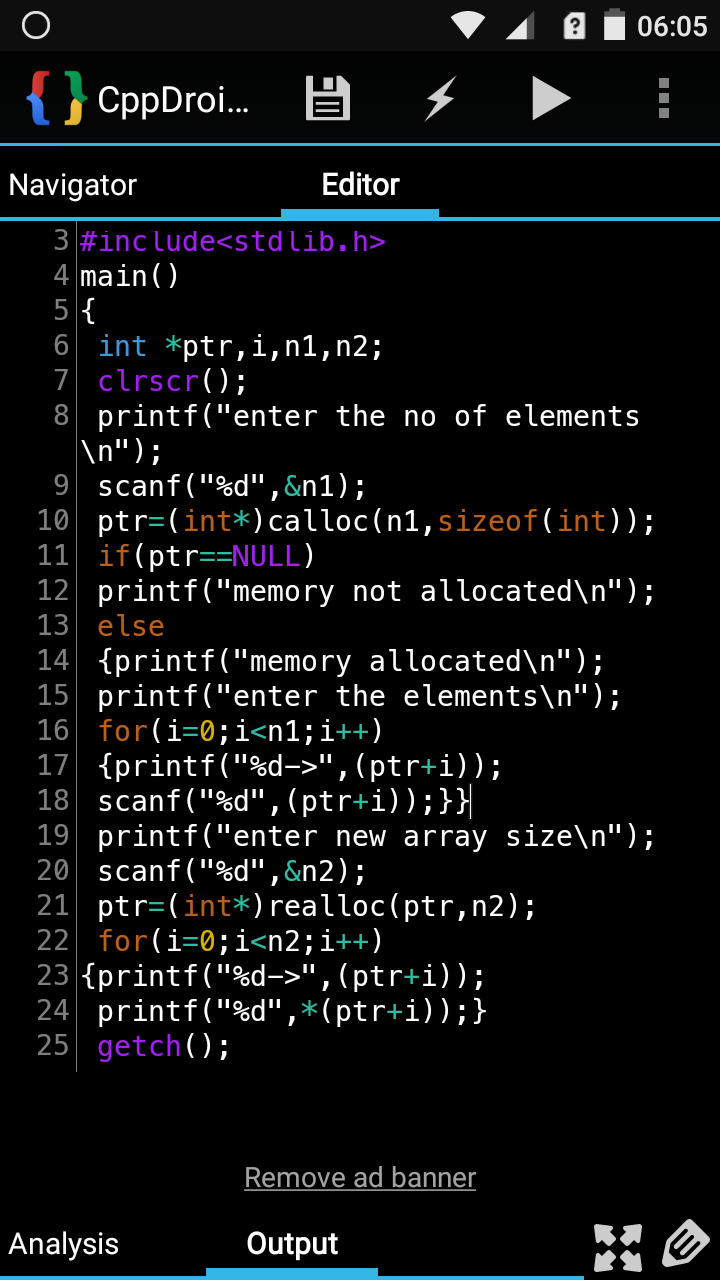 06:05
CppDroi...
Navigator
Editor
3 #include<stdlib.h>
4 main()
5 {
6 int *ptr,i,n1,n2;
7 clrscr();
8 printf("enter the no of elements
\n");
9 scanf("%d",&n1);
10 ptr=(int*)calloc(n1,sizeof(int));
11 if(ptr==NULL)
12 printf("memory not allocated\n");
13 else
14 {printf("memory allocated\n");
15 printf("enter the elements\n");
16 for(i=0;i<n1;i++)
17 {printf("%d->",(ptr+i));
18 scanf("%d",(ptr+i));}}
19 printf("enter new array size\n");
20 scanf("%d",&n2);
21 ptr=(int*)realloc(ptr,n2);
22 for(i=0;i<n2;i++)
23 {printf("%d->",(ptr+i));
24 printf("%d",*(ptr+i));}
25 getch();
Remove ad banner
Analysis
Output